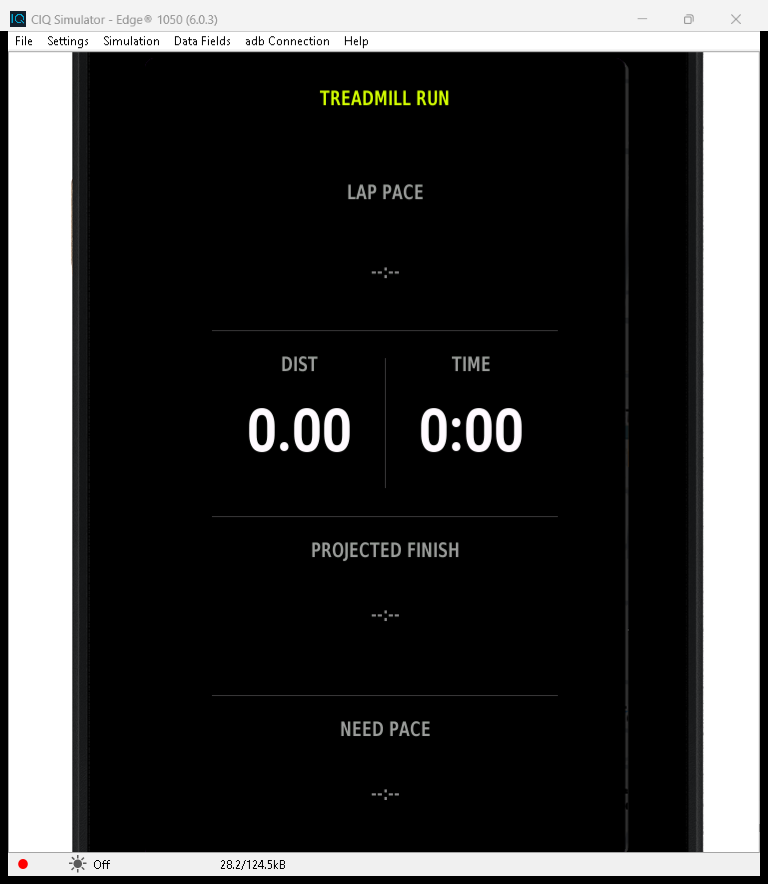 IQ CIQ Simulator - Edge® 1050 (6.0.3)
File Settings Simulation Data Fields adb Connection Help
TREADMILL RUN
LAP PACE
--:--
DIST TIME
0.00 0:00
PROJECTED FINISH
--:--
NEED PACE
--:--
Off 28.2/124.5kB